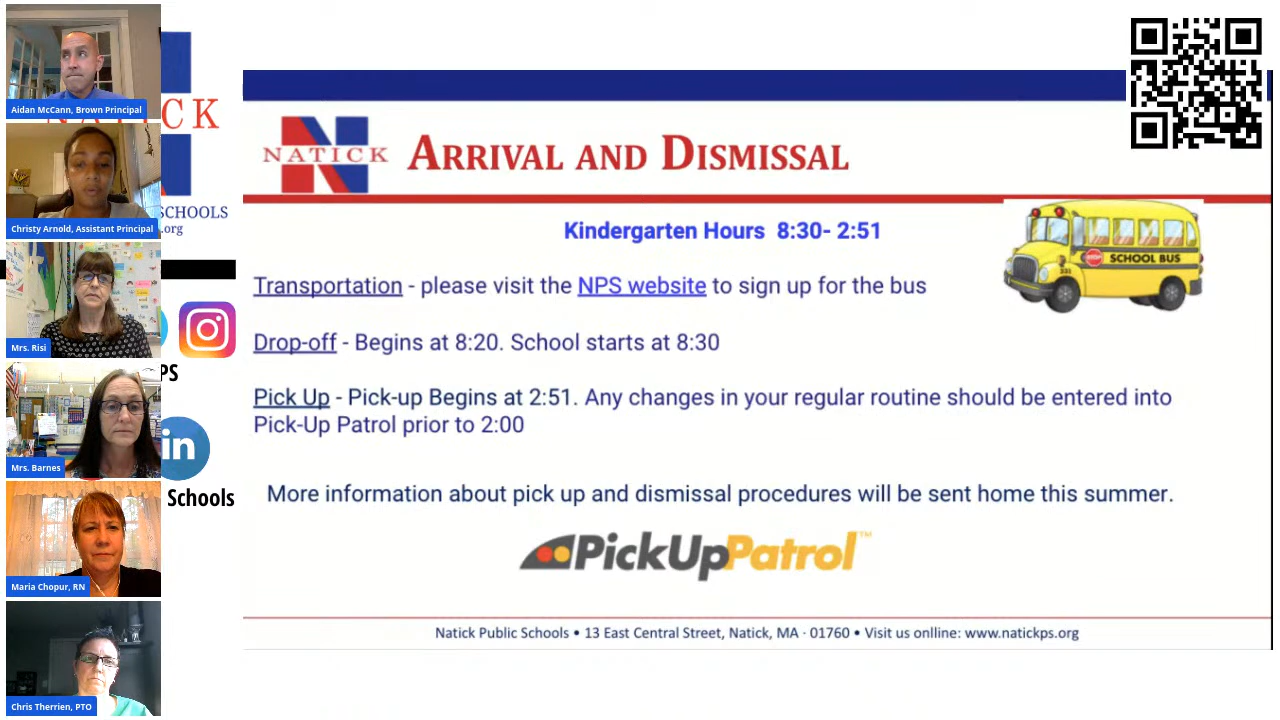 Aidan McCann, Brown Principal
Christy Arnold, Assistant Principal
Mrs. Risi
Mrs. Barnes
Maria Chopur, RN
Chris Therrien, PTO
CK
SCHOOLS
.org
PS
in
Schools
NATICK
ARRIVAL AND DISMISSAL
Kindergarten Hours 8:30- 2:51
SCHOOL BUS
Transportation - please visit the NPS website to sign up for the bus
Drop-off - Begins at 8:20. School starts at 8:30
Pick Up - Pick-up Begins at 2:51. Any changes in your regular routine should be entered into
Pick-Up Patrol prior to 2:00
More information about pick up and dismissal procedures will be sent home this summer.
PickUpPatrol™
Natick Public Schools • 13 East Central Street, Natick, MA · 01760 • Visit us onlline: www.natickps.org